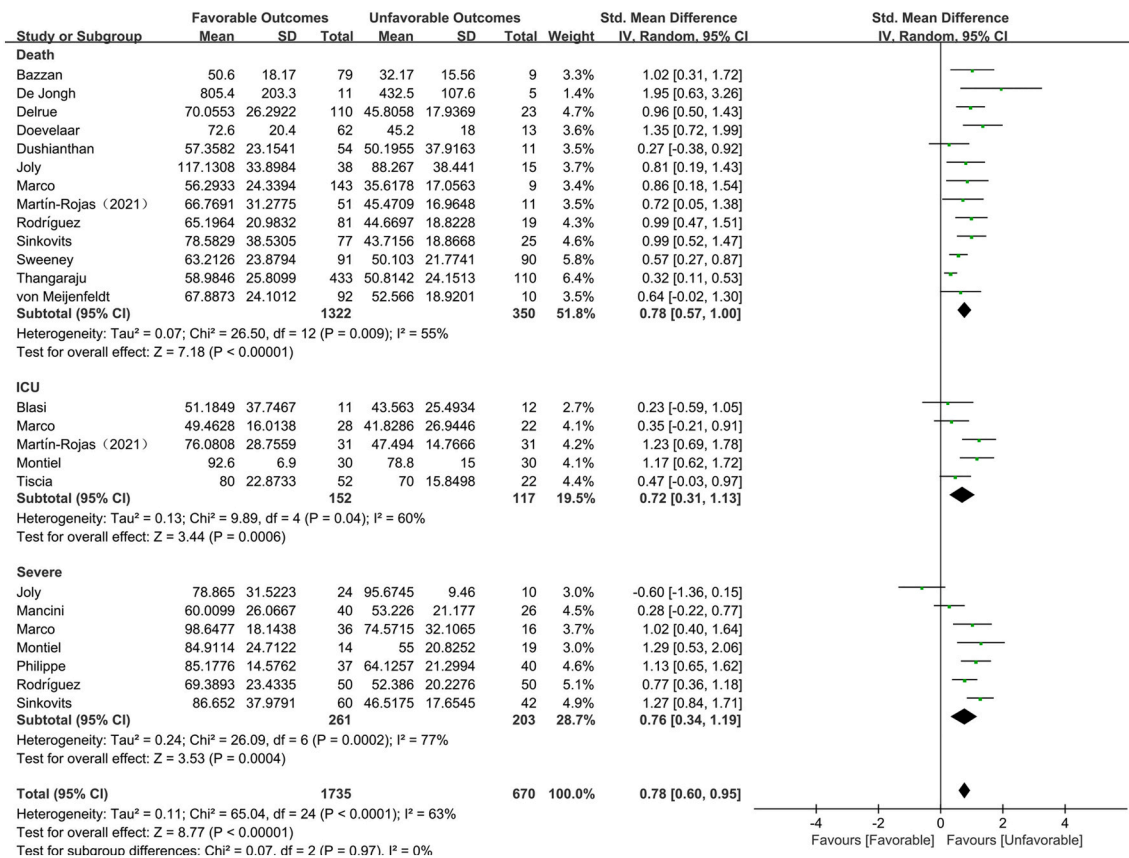 Favorable Outcomes Unfavorable Outcomes Std. Mean Difference Std. Mean Difference
Study or Subgroup Mean SD Total Mean SD Total Weight IV, Random, 95% CI IV, Random, 95% CI
Death
Bazzan 50.6 18.17 79 32.17 15.56 9 3.3% 1.02 [0.31, 1.72]
De Jongh 805.4 203.3 11 432.5 107.6 5 1.4% 1.95 [0.63, 3.26]
Delrue 70.0553 26.2922 110 45.8058 17.9369 23 4.7% 0.96 [0.50, 1.43]
Doevelaar 72.6 20.4 62 45.2 18 13 3.6% 1.35 [0.72, 1.99]
Dushianthan 57.3582 23.1541 54 50.1955 37.9163 11 3.5% 0.27 [-0.38, 0.92]
Joly 117.1308 33.8984 38 88.267 38.441 15 3.7% 0.81 [0.19, 1.43]
Marco 56.2933 24.3394 143 35.6178 17.0563 9 3.4% 0.86 [0.18, 1.54]
Martín-Rojas（2021） 66.7691 31.2775 51 45.4709 16.9648 11 3.5% 0.72 [0.05, 1.38]
Rodríguez 65.1964 20.9832 81 44.6697 18.8228 19 4.3% 0.99 [0.47, 1.51]
Sinkovits 78.5829 38.5305 77 43.7156 18.8668 25 4.6% 0.99 [0.52, 1.47]
Sweeney 63.2126 23.8794 91 50.103 21.7741 90 5.8% 0.57 [0.27, 0.87]
Thangaraju 58.9846 25.8099 433 50.8142 24.1513 110 6.4% 0.32 [0.11, 0.53]
von Meijenfeldt 67.8873 24.1012 92 52.566 18.9201 10 3.5% 0.64 [-0.02, 1.30]
Subtotal (95% CI) 1322 350 51.8% 0.78 [0.57, 1.00]
Heterogeneity: Tau² = 0.07; Chi² = 26.50, df = 12 (P = 0.009); I² = 55%
Test for overall effect: Z = 7.18 (P < 0.00001)
ICU
Blasi 51.1849 37.7467 11 43.563 25.4934 12 2.7% 0.23 [-0.59, 1.05]
Marco 49.4628 16.0138 28 41.8286 26.9446 22 4.1% 0.35 [-0.21, 0.91]
Martín-Rojas（2021） 76.0808 28.7559 31 47.494 14.7666 31 4.2% 1.23 [0.69, 1.78]
Montiel 92.6 6.9 30 78.8 15 30 4.1% 1.17 [0.62, 1.72]
Tiscia 80 22.8733 52 70 15.8498 22 4.4% 0.47 [-0.03, 0.97]
Subtotal (95% CI) 152 117 19.5% 0.72 [0.31, 1.13]
Heterogeneity: Tau² = 0.13; Chi² = 9.89, df = 4 (P = 0.04); I² = 60%
Test for overall effect: Z = 3.44 (P = 0.0006)
Severe
Joly 78.865 31.5223 24 95.6745 9.46 10 3.0% -0.60 [-1.36, 0.15]
Mancini 60.0099 26.0667 40 53.226 21.177 26 4.5% 0.28 [-0.22, 0.77]
Marco 98.6477 18.1438 36 74.5715 32.1065 16 3.7% 1.02 [0.40, 1.64]
Montiel 84.9114 24.7122 14 55 20.8252 19 3.0% 1.29 [0.53, 2.06]
Philippe 85.1776 14.5762 37 64.1257 21.2994 40 4.6% 1.13 [0.65, 1.62]
Rodríguez 69.3893 23.4335 50 52.386 20.2276 50 5.1% 0.77 [0.36, 1.18]
Sinkovits 86.652 37.9791 60 46.5175 17.6545 42 4.9% 1.27 [0.84, 1.71]
Subtotal (95% CI) 261 203 28.7% 0.76 [0.34, 1.19]
Heterogeneity: Tau² = 0.24; Chi² = 26.09, df = 6 (P = 0.0002); I² = 77%
Test for overall effect: Z = 3.53 (P = 0.0004)
Total (95% CI) 1735 670 100.0% 0.78 [0.60, 0.95]
Heterogeneity: Tau² = 0.11; Chi² = 65.04, df = 24 (P < 0.0001); I² = 63%
-4 -2 0 2 4
Test for overall effect: Z = 8.77 (P < 0.00001)
Favours [Favorable] Favours [Unfavorable]
Test for subgroup differences: Chi² = 0.07, df = 2 (P = 0.97), I² = 0%